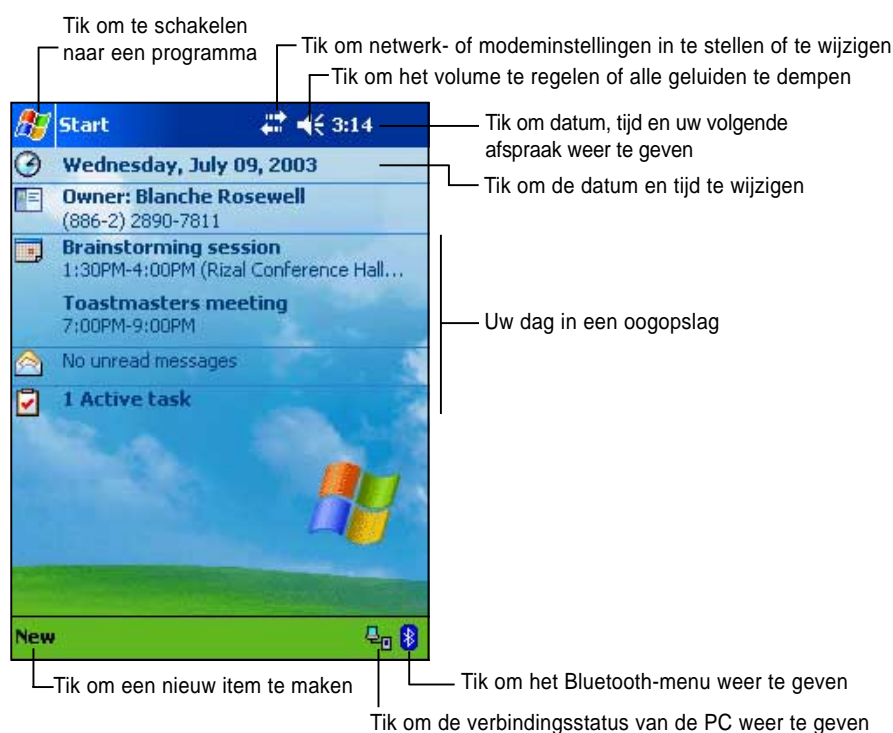 Tik om te schakelen
naar een programma
Tik om netwerk- of modeminstellingen in te stellen of te wijzigen
Tik om het volume te regelen of alle geluiden te dempen
Start 3:14
Tik om datum, tijd en uw volgende
afspraak weer te geven
Wednesday, July 09, 2003
Tik om de datum en tijd te wijzigen
Owner: Blanche Rosewell
(886-2) 2890-7811
Brainstorming session
1:30PM-4:00PM (Rizal Conference Hall...
Toastmasters meeting
7:00PM-9:00PM
Uw dag in een oogopslag
No unread messages
1 Active task
New
Tik om een nieuw item te maken
Tik om het Bluetooth-menu weer te geven
Tik om de verbindingsstatus van de PC weer te geven